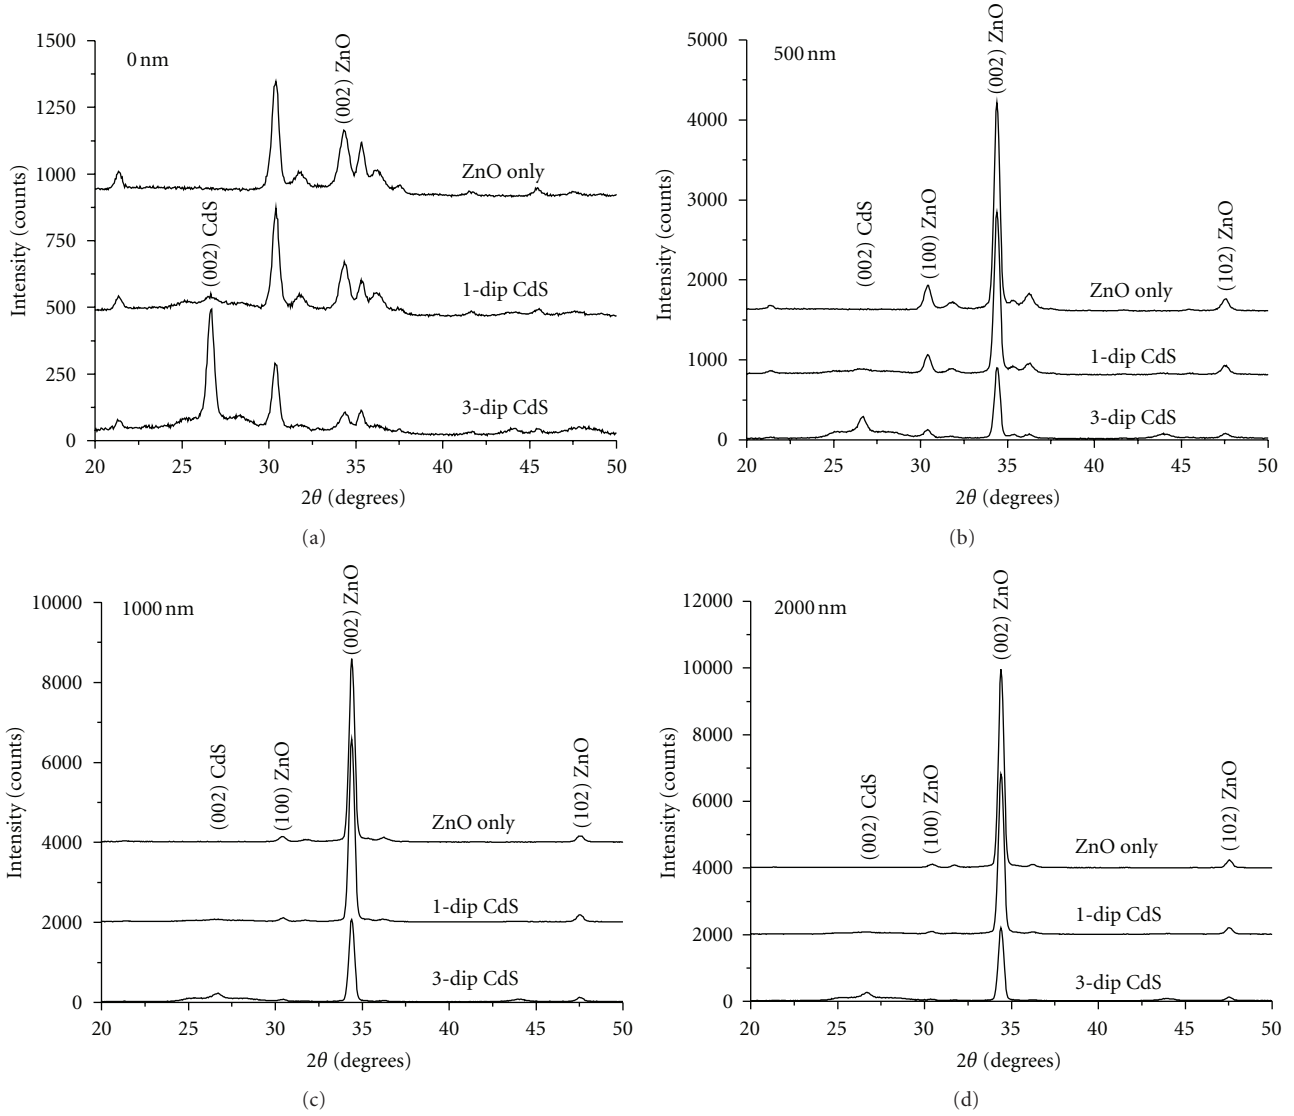 0 nm
(002) ZnO
ZnO only
(002) CdS
1-dip CdS
3-dip CdS
1500
1250
1000
750
500
250
0
20 25 30 35 40 45 50
Intensity (counts)
2θ (degrees)
(a)
500 nm
(002) ZnO
(002) CdS
(100) ZnO
(102) ZnO
ZnO only
1-dip CdS
3-dip CdS
5000
4000
3000
2000
1000
0
20 25 30 35 40 45 50
Intensity (counts)
2θ (degrees)
(b)
1000 nm
(002) ZnO
(002) CdS
(100) ZnO
(102) ZnO
ZnO only
1-dip CdS
3-dip CdS
10000
8000
6000
4000
2000
0
20 25 30 35 40 45 50
Intensity (counts)
2θ (degrees)
(c)
2000 nm
(002) ZnO
(002) CdS
(100) ZnO
(102) ZnO
ZnO only
1-dip CdS
3-dip CdS
12000
10000
8000
6000
4000
2000
0
20 25 30 35 40 45 50
Intensity (counts)
2θ (degrees)
(d)